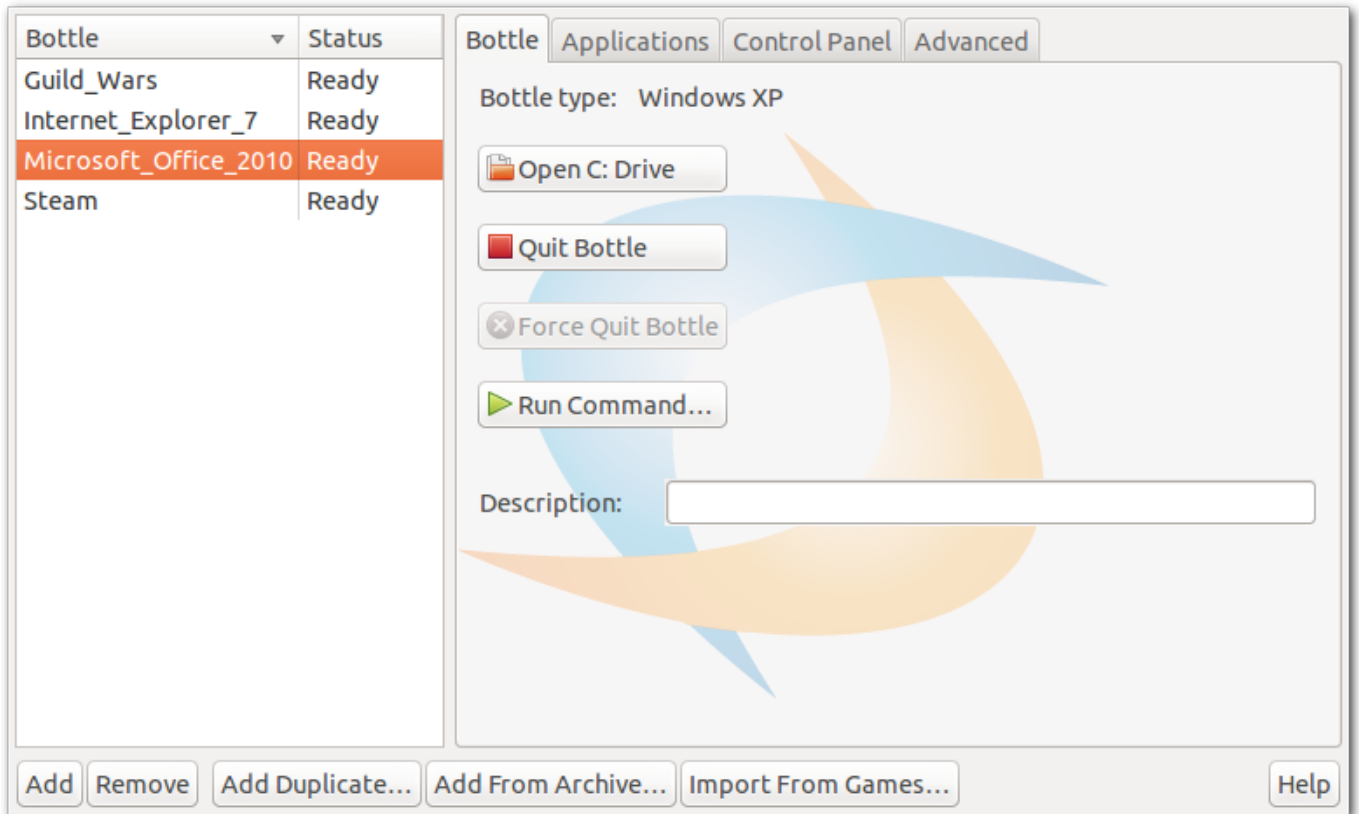 Bottle Status
Guild_Wars Ready
Internet_Explorer_7 Ready
Microsoft_Office_2010 Ready
Steam Ready
Bottle Applications Control Panel Advanced
Bottle type: Windows XP
Open C: Drive
Quit Bottle
Force Quit Bottle
Run Command...
Description:
Add Remove Add Duplicate... Add From Archive... Import From Games... Help